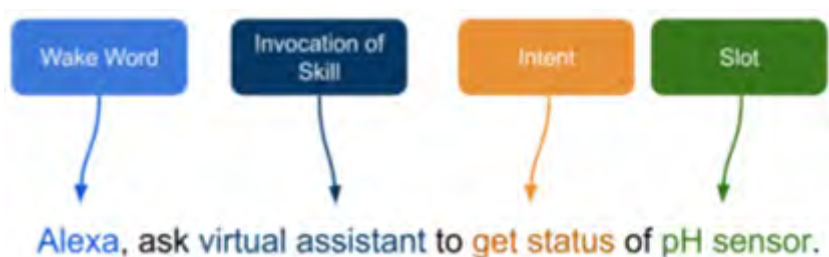 Wake Word
Invocation of
Skill
Intent
Slot
Alexa, ask virtual assistant to get status of pH sensor.